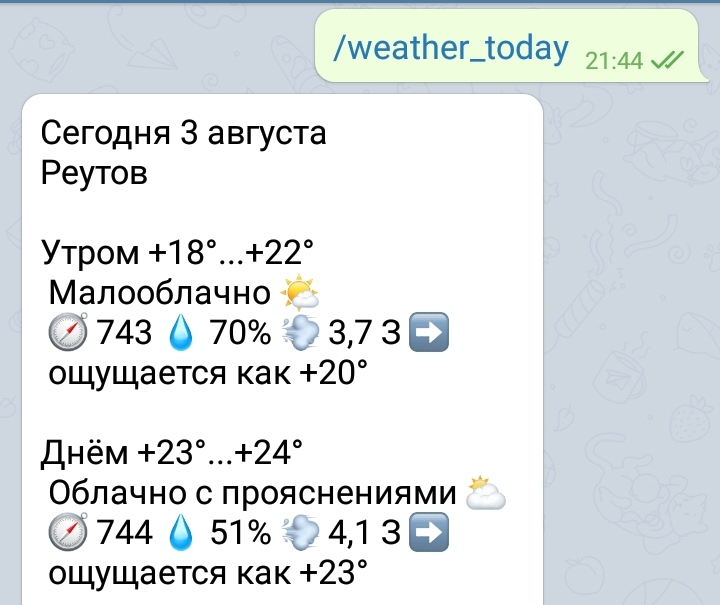 /weather_today 21:44
Сегодня 3 августа
Реутов
Утром +18°...+22°
Малооблачно 🌤️
🧭 743 💧 70% 💨 3,7 З ➡️
ощущается как +20°
Днём +23°...+24°
Облачно с прояснениями 🌥️
🧭 744 💧 51% 💨 4,1 З ➡️
ощущается как +23°